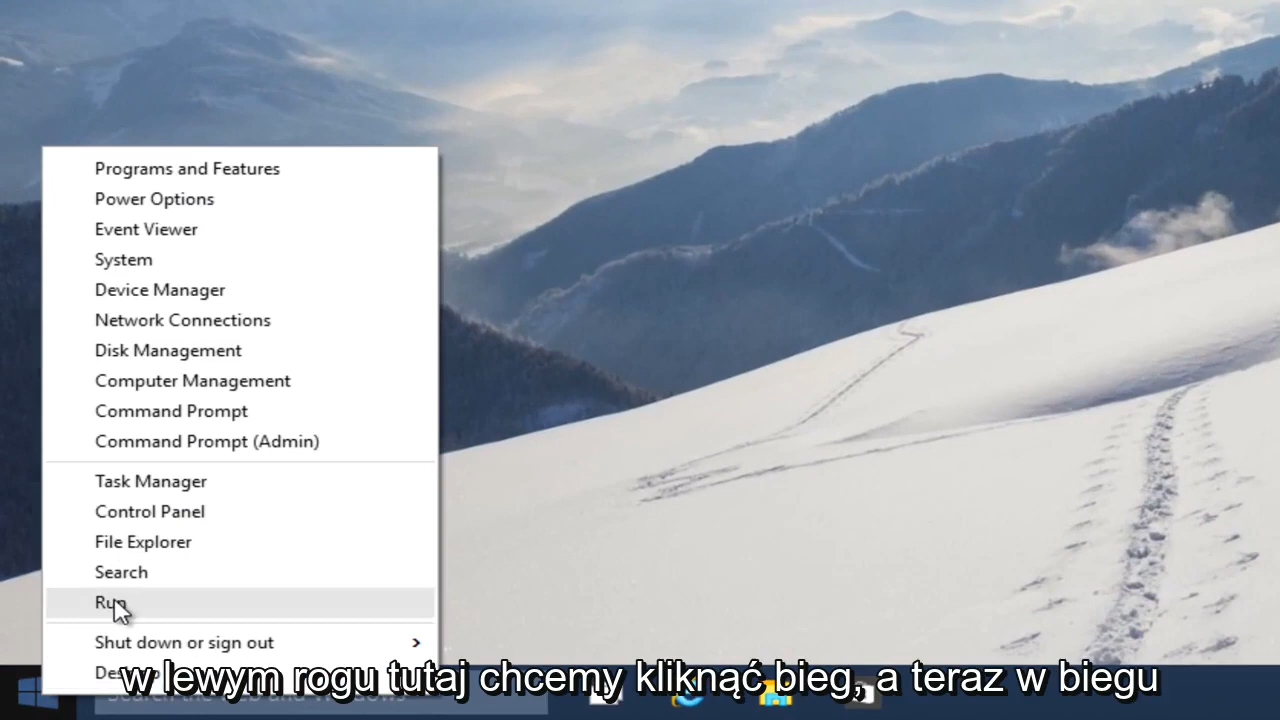 Programs and Features
Power Options
Event Viewer
System
Device Manager
Network Connections
Disk Management
Computer Management
Command Prompt
Command Prompt (Admin)
Task Manager
Control Panel
File Explorer
Search
Run
Shut down or sign out
w lewym rogu tutaj chcemy kliknąć bieg, a teraz w biegu